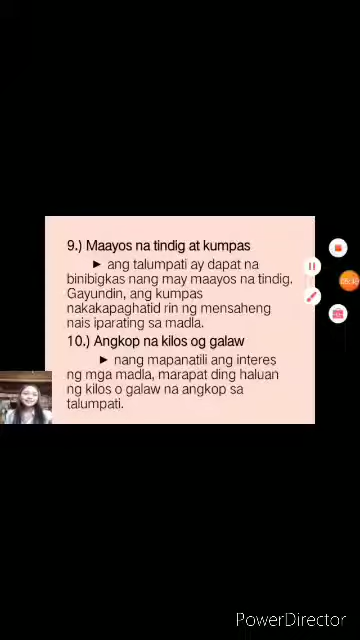 9.) Maayos na tindig at kumpas
► ang talumpati ay dapat na
binibigkas nang may maayos na tindig.
Gayundin, ang kumpas
nakakapaghatid rin ng mensaheng
nais iparating sa madla.
10.) Angkop na kilos og galaw
► nang mapanatili ang interes
ng mga madla, marapat ding haluan
ng kilos o galaw na angkop sa
talumpati.
PowerDirector